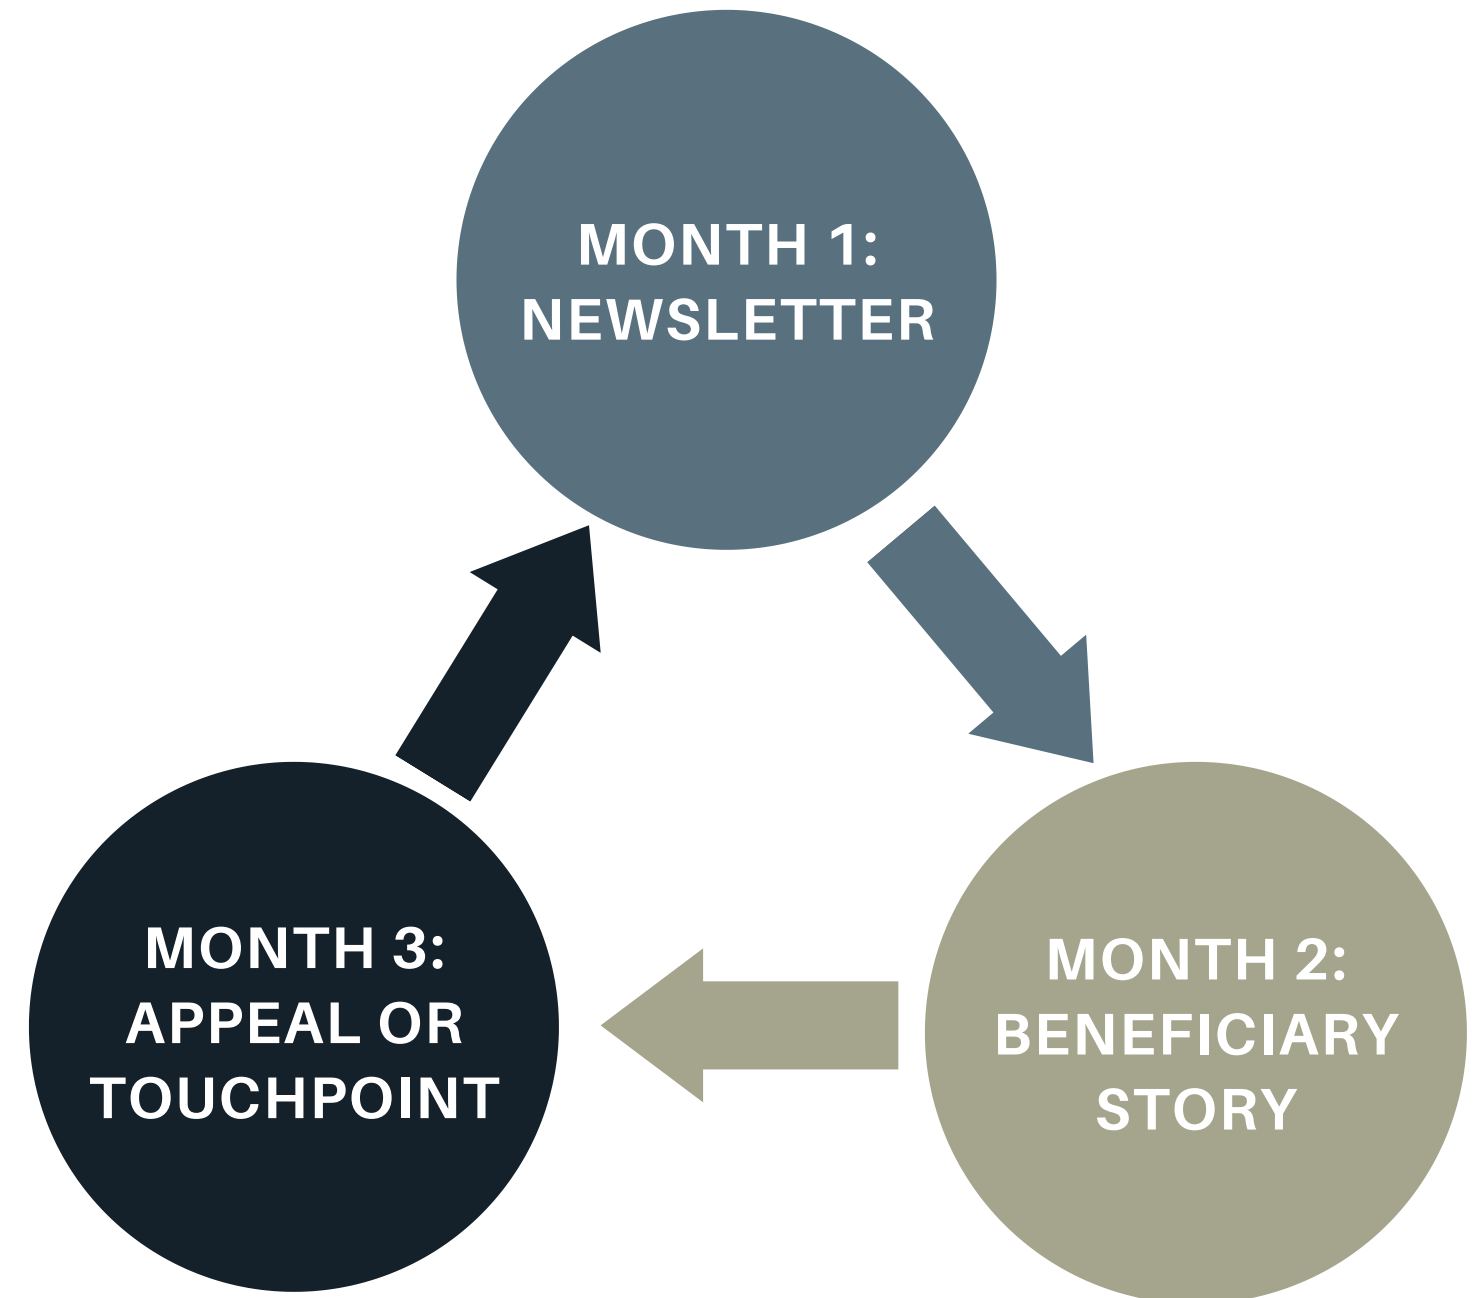 MONTH 1:
NEWSLETTER
MONTH 2:
BENEFICIARY
STORY
MONTH 3:
APPEAL OR
TOUCHPOINT